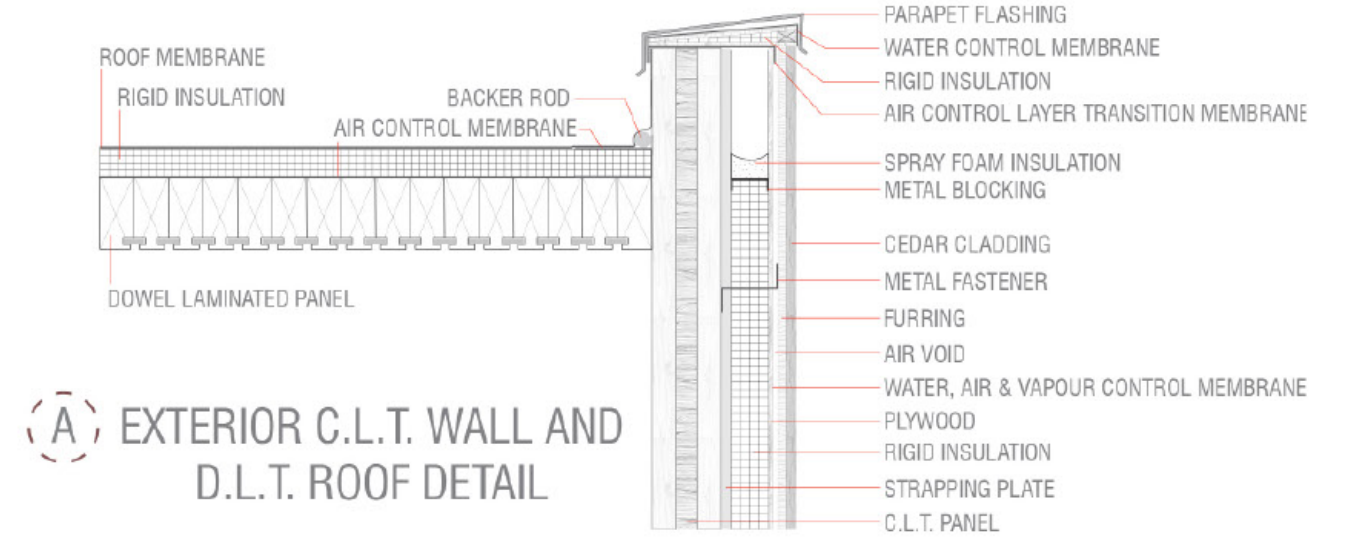 ROOF MEMBRANE
RIGID INSULATION
BACKER ROD
AIR CONTROL MEMBRANE
DOWEL LAMINATED PANEL
PARAPET FLASHING
WATER CONTROL MEMBRANE
RIGID INSULATION
AIR CONTROL LAYER TRANSITION MEMBRANE
SPRAY FOAM INSULATION
METAL BLOCKING
CEDAR CLADDING
METAL FASTENER
FURRING
AIR VOID
WATER, AIR & VAPOUR CONTROL MEMBRANE
PLYWOOD
RIGID INSULATION
STRAPPING PLATE
C.L.T. PANEL
A EXTERIOR C.L.T. WALL AND
D.L.T. ROOF DETAIL